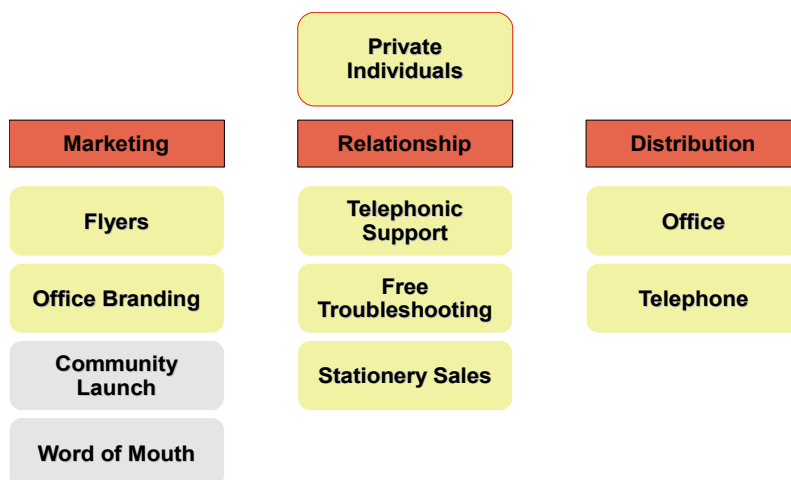 Private
Individuals
Marketing
Relationship
Distribution
Flyers
Telephonic
Support
Office
Office Branding
Free
Troubleshooting
Telephone
Community
Launch
Stationery Sales
Word of Mouth